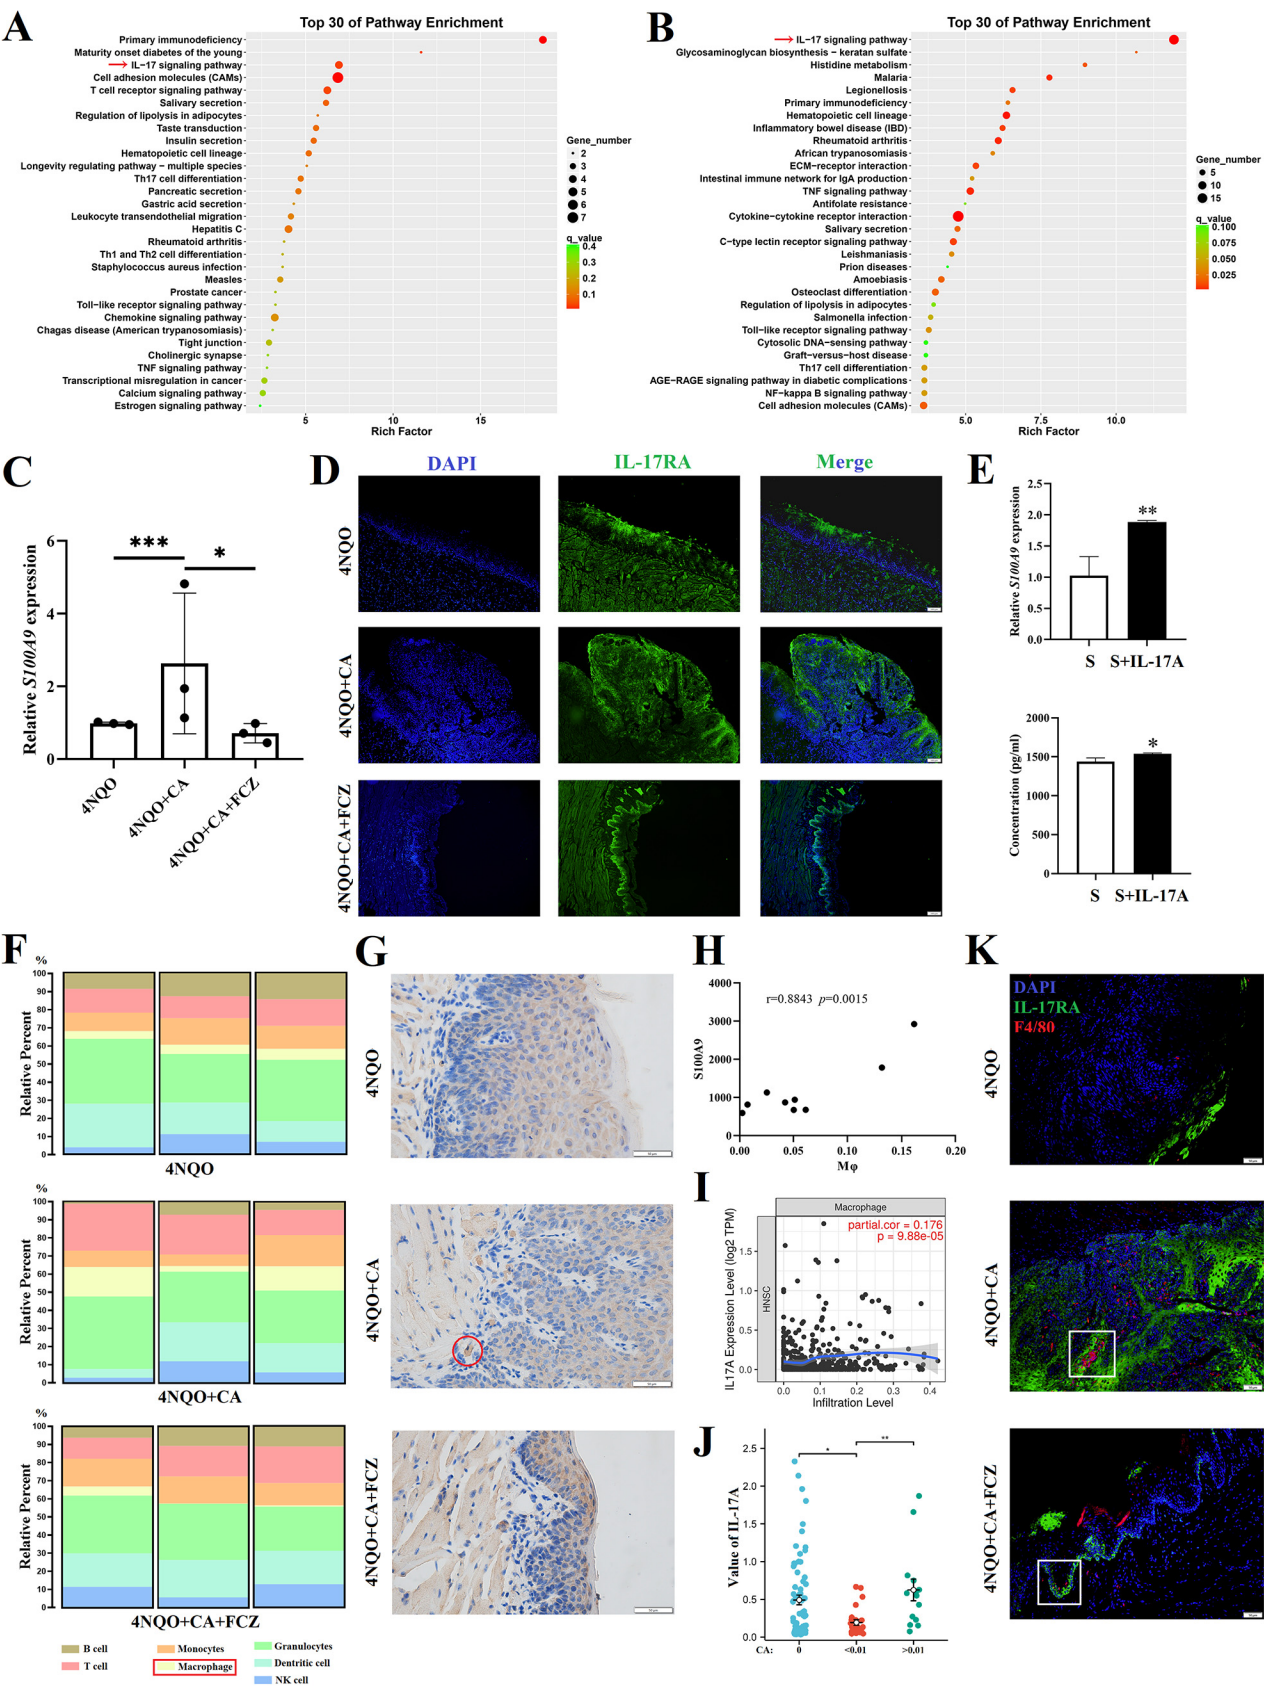 A
Top 30 of Pathway Enrichment
Primary immunodeficiency
Maturity onset diabetes of the young
IL−17 signaling pathway
Cell adhesion molecules (CAMs)
T cell receptor signaling pathway
Salivary secretion
Regulation of lipolysis in adipocytes
Taste transduction
Insulin secretion
Hematopoietic cell lineage
Longevity regulating pathway − multiple species
Th17 cell differentiation
Pancreatic secretion
Gastric acid secretion
Leukocyte transendothelial migration
Hepatitis C
Rheumatoid arthritis
Th1 and Th2 cell differentiation
Staphylococcus aureus infection
Measles
Prostate cancer
Toll−like receptor signaling pathway
Chemokine signaling pathway
Chagas disease (American trypanosomiasis)
Tight junction
Cholinergic synapse
TNF signaling pathway
Transcriptional misregulation in cancer
Calcium signaling pathway
Estrogen signaling pathway
5 10 15
Rich Factor
Gene_number
2
3
4
5
6
7
q_value
0.4
0.3
0.2
0.1
B
Top 30 of Pathway Enrichment
IL−17 signaling pathway
Glycosaminoglycan biosynthesis − keratan sulfate
Histidine metabolism
Malaria
Legionellosis
Primary immunodeficiency
Hematopoietic cell lineage
Inflammatory bowel disease (IBD)
Rheumatoid arthritis
African trypanosomiasis
ECM−receptor interaction
Intestinal immune network for IgA production
TNF signaling pathway
Antifolate resistance
Cytokine−cytokine receptor interaction
Salivary secretion
C−type lectin receptor signaling pathway
Leishmaniasis
Prion diseases
Amoebiasis
Osteoclast differentiation
Regulation of lipolysis in adipocytes
Salmonella infection
Toll−like receptor signaling pathway
Cytosolic DNA−sensing pathway
Graft−versus−host disease
Th17 cell differentiation
AGE−RAGE signaling pathway in diabetic complications
NF−kappa B signaling pathway
Cell adhesion molecules (CAMs)
5.0 7.5 10.0
Rich Factor
Gene_number
5
10
15
q_value
0.100
0.075
0.050
0.025
C
Relative S100A9 expression
6
4
2
0
***
*
4NQO
4NQO+CA
4NQO+CA+FCZ
D
DAPI
IL-17RA
Merge
4NQO
4NQO+CA
4NQO+CA+FCZ
E
Relative S100A9 expression
2.5
2.0
1.5
1.0
0.5
0.0
**
S S+IL-17A
Concentration (pg/ml)
2000
1500
1000
500
0
*
S S+IL-17A
F
%
Relative Percent
100
90
80
70
60
50
40
30
20
10
0
4NQO
%
Relative Percent
100
90
80
70
60
50
40
30
20
10
0
4NQO+CA
%
Relative Percent
100
90
80
70
60
50
40
30
20
10
0
4NQO+CA+FCZ
B cell
T cell
Monocytes
Macrophage
Granulocytes
Dentritic cell
NK cell
G
4NQO
4NQO+CA
4NQO+CA+FCZ
H
S100A9
4000
3000
2000
1000
0
r=0.8843 p=0.0015
0.00 0.05 0.10 0.15 0.20
Mφ
I
Macrophage
HNSC
IL17A Expression Level (log2 TPM)
partial.cor = 0.176
p = 9.88e-05
1.5
1.0
0.5
0.0
0.0 0.1 0.2 0.3 0.4
Infiltration Level
J
Value of IL-17A
2.5
2.0
1.5
1.0
0.5
0.0
*
**
CA: 0 <0.01 >0.01
K
DAPI
IL-17RA
F4/80
4NQO
4NQO+CA
4NQO+CA+FCZ